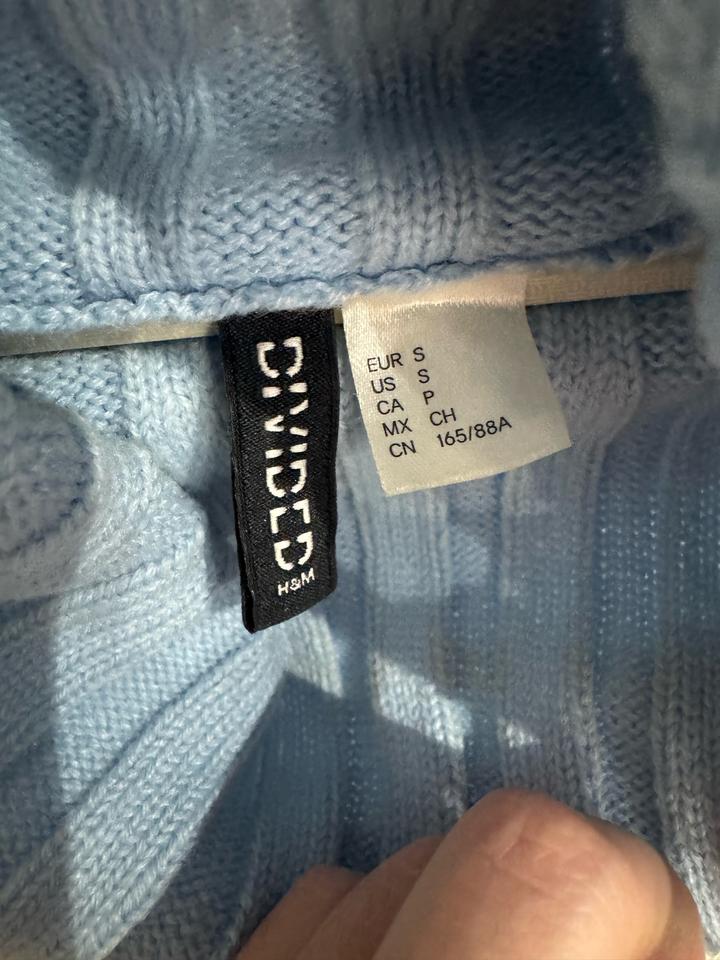 DIVIDED
H&M
EUR S
US S
CA P
MX CH
CN 165/88A